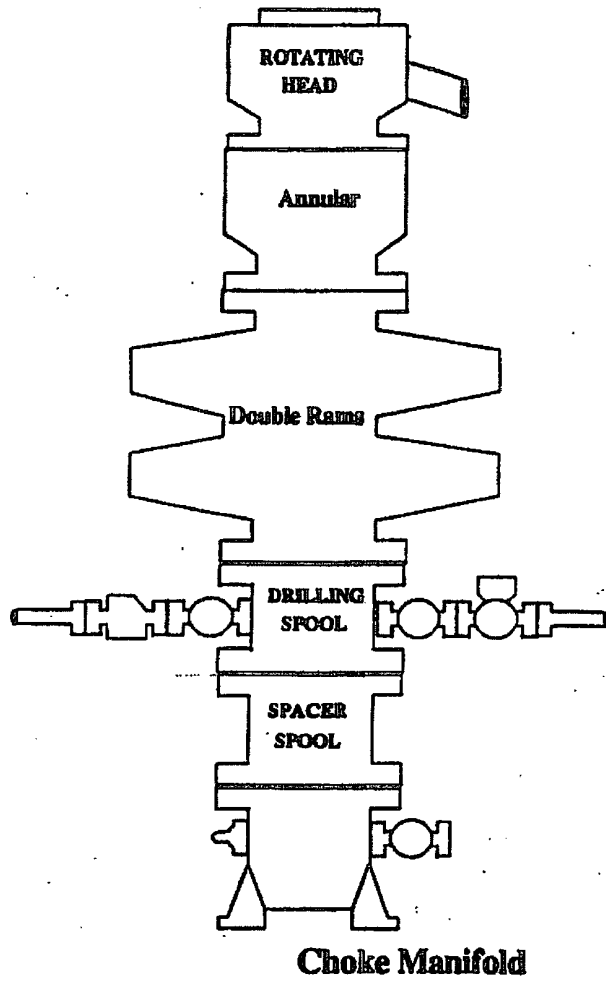 ROTATING
HEAD
Annular
Double Rams
DRILLING
SPOOL
SPACER
SPOOL
Choke Manifold